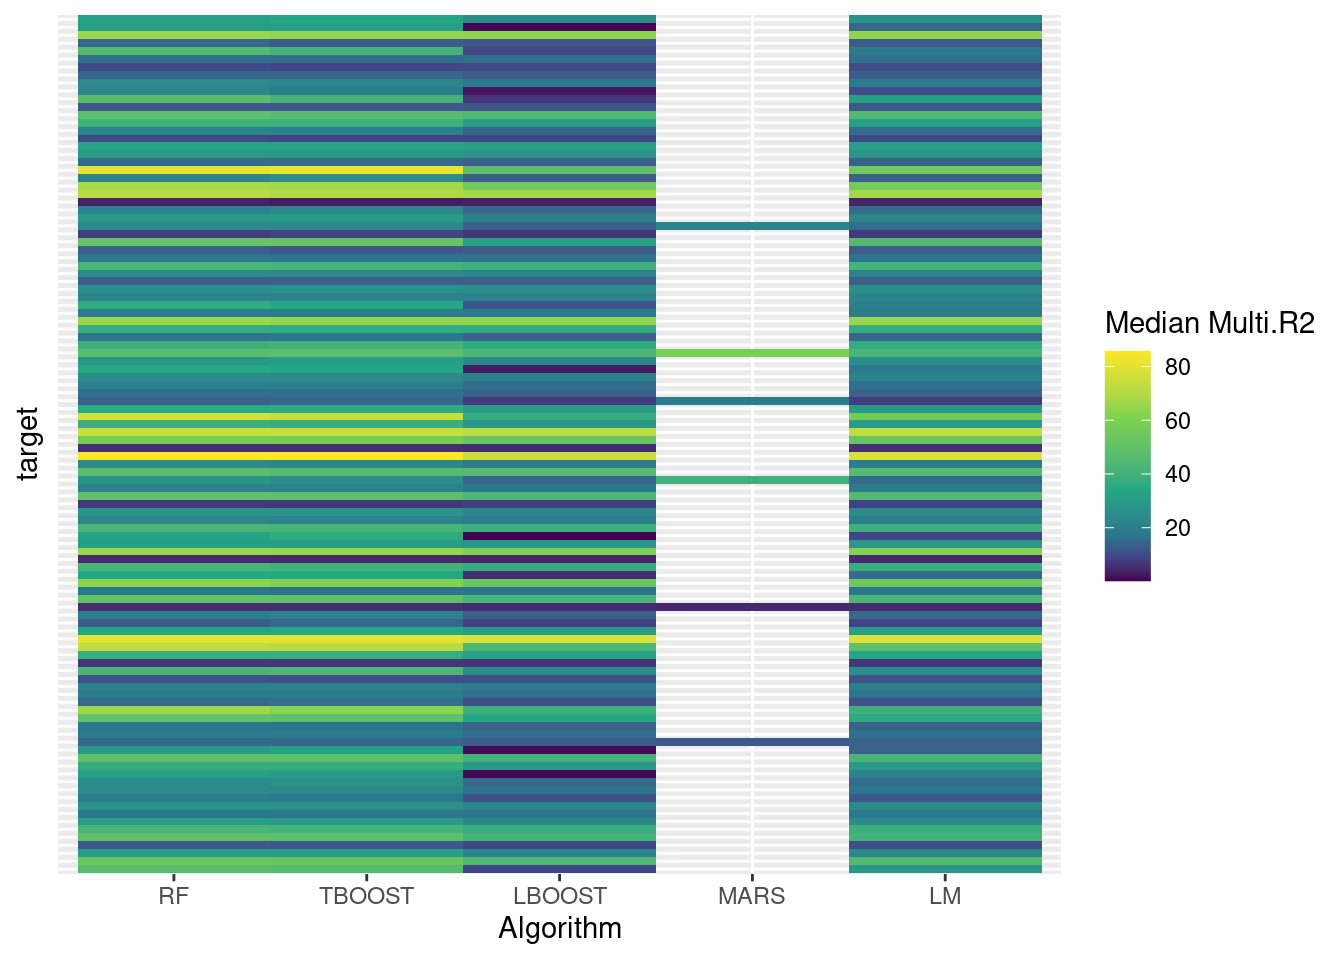 target
RF
TBOOST
LBOOST
MARS
LM
Algorithm
Median Multi.R2
80
60
40
20